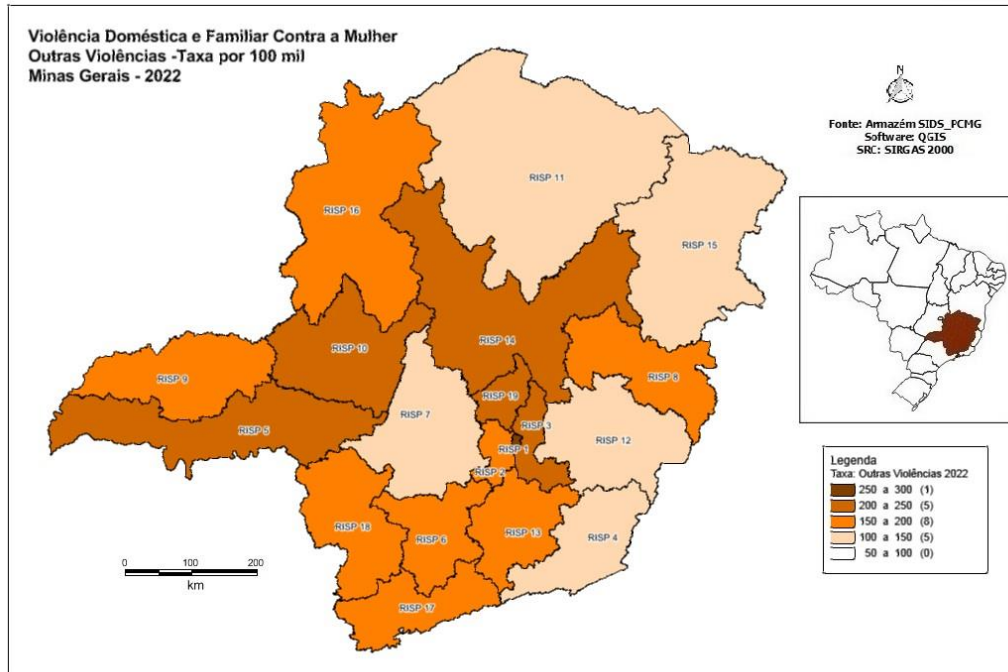 Violência Doméstica e Familiar Contra a Mulher
Outras Violências -Taxa por 100 mil
Minas Gerais - 2022
N
Fonte: Armazém SIDS_PCMG
Software: QGIS
SRC: SIRGAS 2000
RISP 11
RISP 16
RISP 15
RISP 14
RISP 10
RISP 9
RISP 8
RISP 19
RISP 7
RISP 3
RISP 5
RISP 12
RISP 1
RISP 2
RISP 18
RISP 6
RISP 13
RISP 4
RISP 17
0 100 200
km
Legenda
Taxa: Outras Violências 2022
250 a 300 (1)
200 a 250 (5)
150 a 200 (8)
100 a 150 (5)
50 a 100 (0)